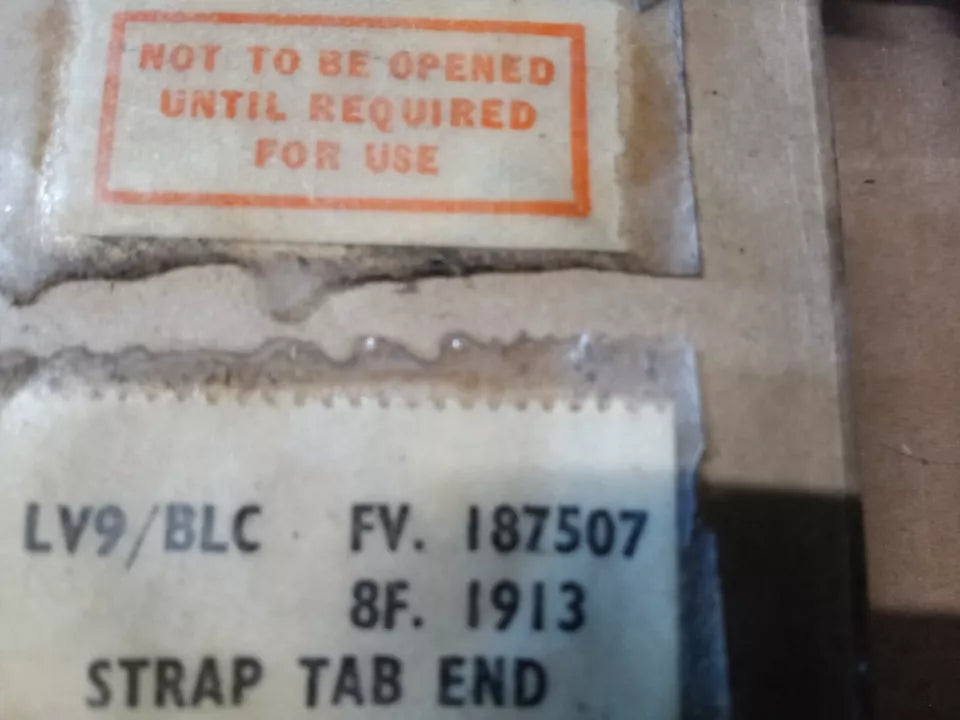 NOT TO BE OPENED
UNTIL REQUIRED
FOR USE
LV9/BLC FV. 187507
8F. 1913
STRAP TAB END